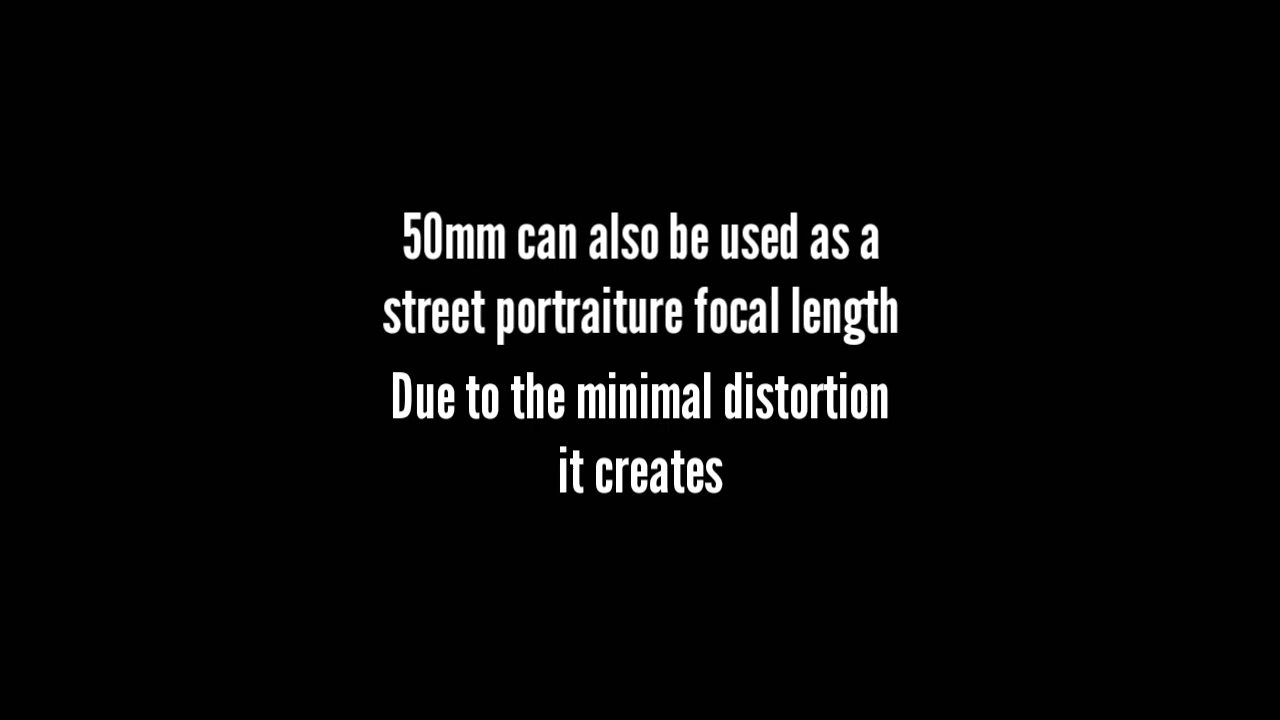 50mm can also be used as a
street portraiture focal length
Due to the minimal distortion
it creates